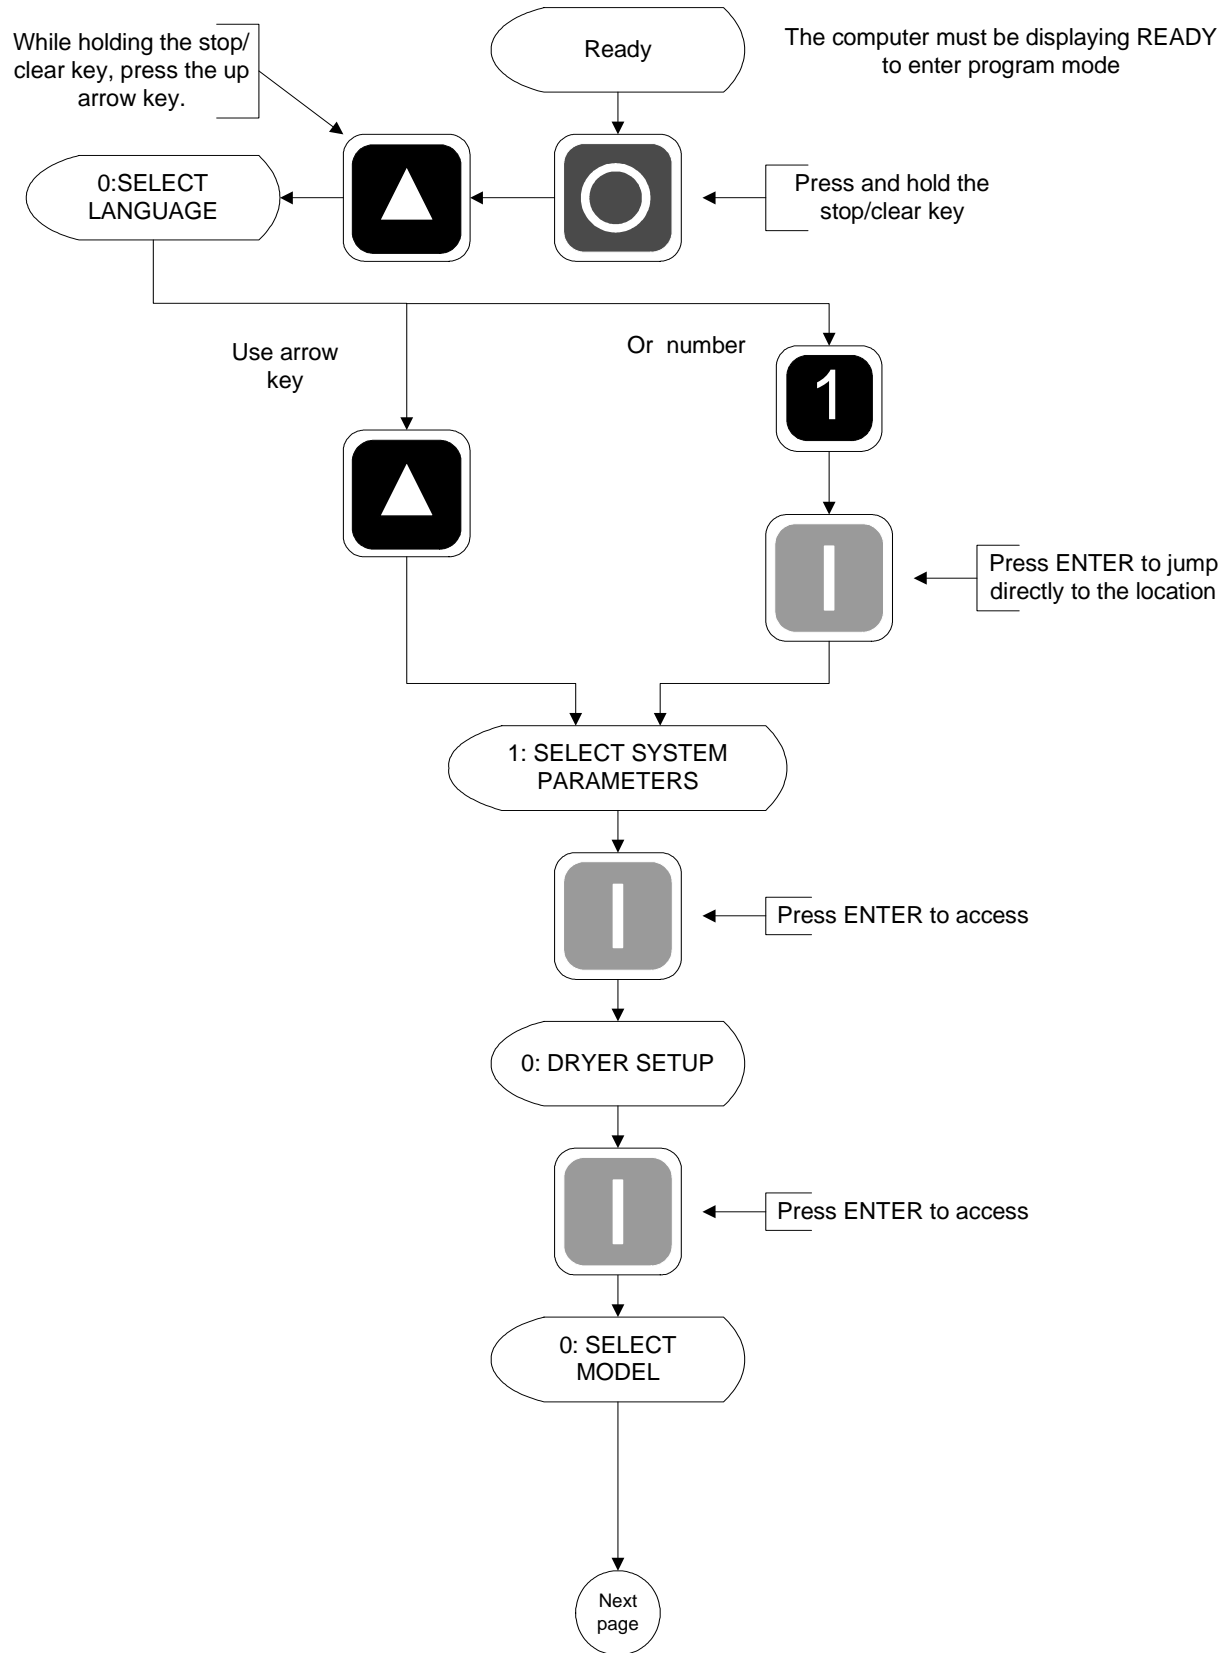 While holding the stop/
clear key, press the up
arrow key.
Ready
The computer must be displaying READY
to enter program mode
0:SELECT
LANGUAGE
Press and hold the
stop/clear key
Use arrow
key
Or  number
1
Press ENTER to jump
directly to the location
1: SELECT SYSTEM
PARAMETERS
Press ENTER to access
0: DRYER SETUP
Press ENTER to access
0: SELECT
MODEL
Next
page